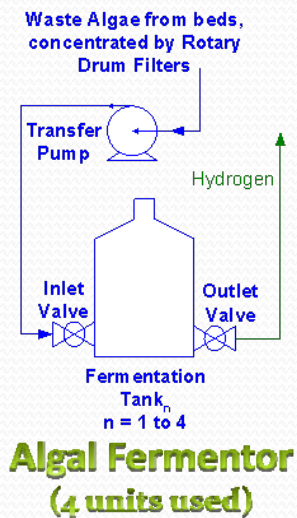 Waste Algae from beds,
concentrated by Rotary
Drum Filters
Transfer
Pump
Hydrogen
Inlet
Valve
Outlet
Valve
Fermentation
Tankₙ
n = 1 to 4
Algal Fermentor
(4 units used)